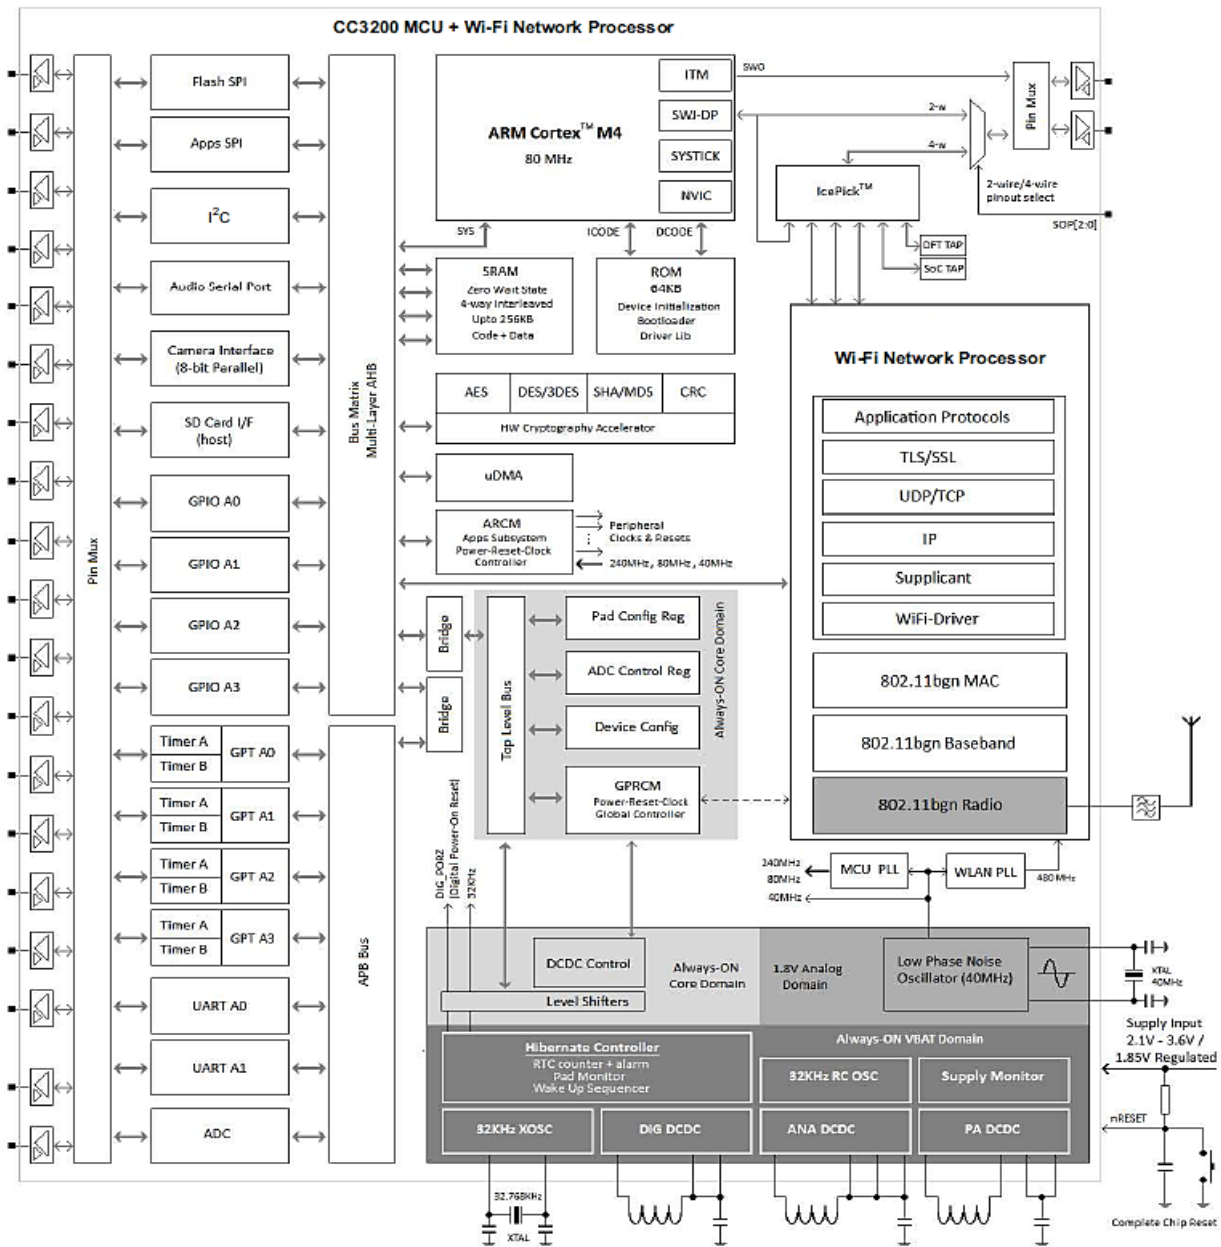 CC3200 MCU + Wi-Fi Network Processor
Pin Mux
Flash SPI
Apps SPI
I²C
Audio Serial Port
Camera Interface
(8-bit Parallel)
SD Card I/F
(host)
GPIO A0
GPIO A1
GPIO A2
GPIO A3
Timer A
Timer B
GPT A0
Timer A
Timer B
GPT A1
Timer A
Timer B
GPT A2
Timer A
Timer B
GPT A3
UART A0
UART A1
ADC
Bus Matrix
Multi-Layer AHB
APB Bus
ARM Cortex™ M4
80 MHz
ITM
SWJ-DP
SYSTICK
NVIC
SWO
2-w
4-w
Pin Mux
2-wire/4-wire
pinout select
SOP[2:0]
IcePick™
DFT TAP
SoC TAP
SYS
ICODE
DCODE
SRAM
Zero Wait State
4-way Interleaved
Upto 256KB
Code + Data
ROM
64KB
Device Initialization
Bootloader
Driver Lib
AES
DES/3DES
SHA/MD5
CRC
HW Cryptography Accelerator
uDMA
ARCM
Apps Subsystem
Power-Reset-Clock
Controller
Peripheral
Clocks & Resets
240MHz, 80MHz, 40MHz
Bridge
Bridge
Top Level Bus
Pad Config Reg
ADC Control Reg
Device Config
GPRCM
Power-Reset-Clock
Global Controller
Always-ON Core Domain
Wi-Fi Network Processor
Application Protocols
TLS/SSL
UDP/TCP
IP
Supplicant
WiFi-Driver
802.11bgn MAC
802.11bgn Baseband
802.11bgn Radio
240MHz
80MHz
40MHz
MCU PLL
WLAN PLL
480MHz
DIG_PORZ
(Digital Power-On Reset)
32KHz
DCDC Control
Level Shifters
Always-ON
Core Domain
1.8V Analog
Domain
Low Phase Noise
Oscillator (40MHz)
XTAL
40MHz
Supply Input
2.1V - 3.6V /
1.85V Regulated
Hibernate Controller
RTC counter + alarm
Pad Monitor
Wake Up Sequencer
Always-ON VBAT Domain
32KHz RC OSC
Supply Monitor
32KHz XOSC
DIG DCDC
ANA DCDC
PA DCDC
nRESET
32.768KHz
XTAL
Complete Chip Reset